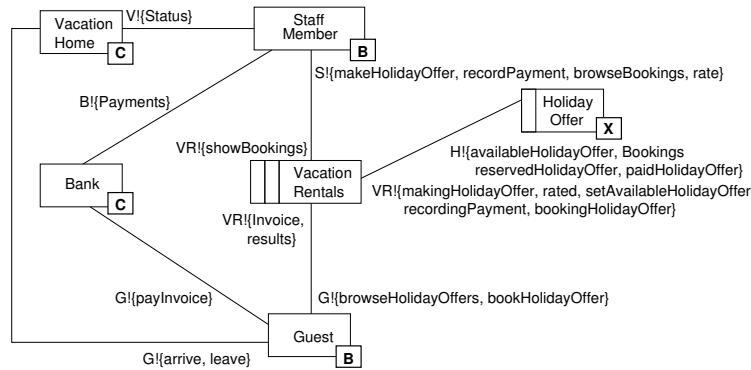 V!{Status}
Vacation
Home
C
Staff
Member
B
S!{makeHolidayOffer, recordPayment, browseBookings, rate}
B!{Payments}
Holiday
Offer
X
VR!{showBookings}
H!{availableHolidayOffer, Bookings
reservedHolidayOffer, paidHolidayOffer}
Bank
C
Vacation
Rentals
VR!{makingHolidayOffer, rated, setAvailableHolidayOffer
recordingPayment, bookingHolidayOffer}
VR!{Invoice,
results}
G!{payInvoice}
G!{browseHolidayOffers, bookHolidayOffer}
Guest
B
G!{arrive, leave}